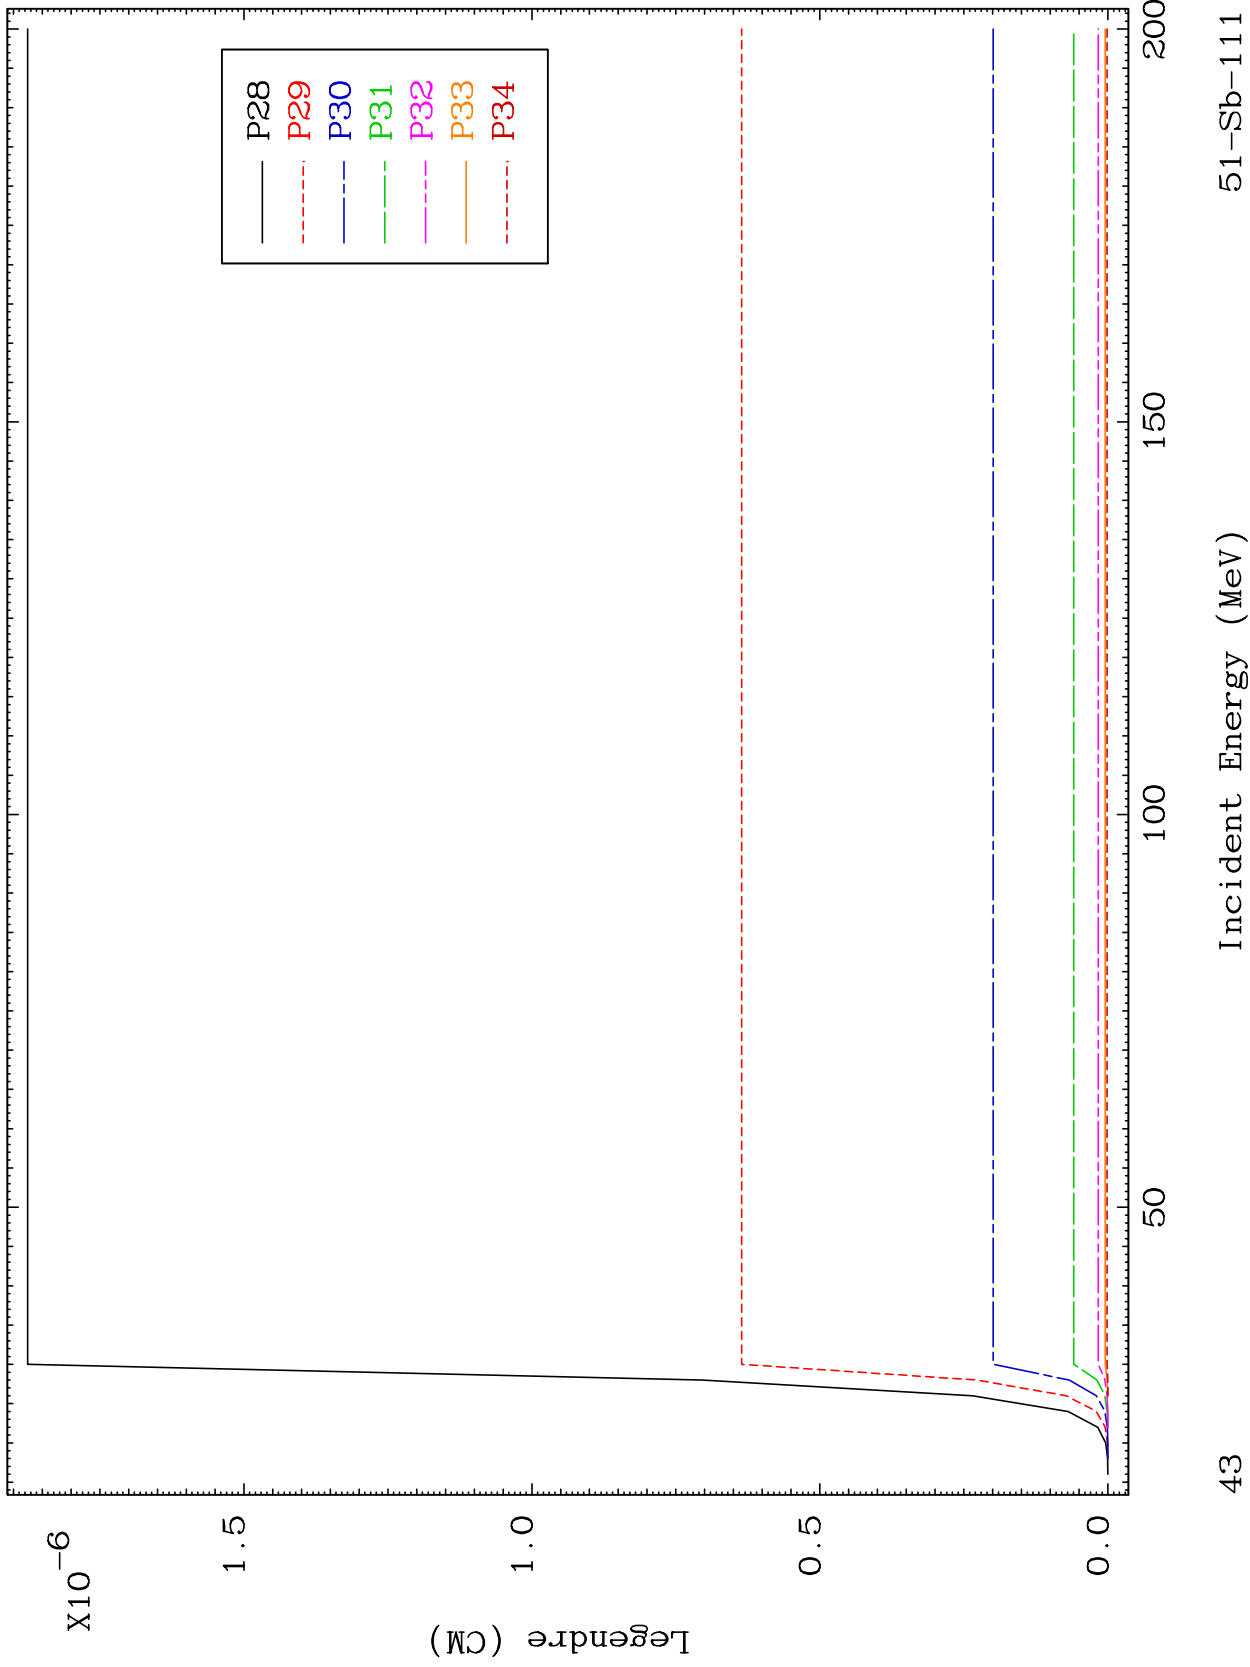 X10-6
1.5
1.0
0.5
0.0
Legendre (CM)
P28
P29
P30
P31
P32
P33
P34
50
100
150
200
Incident Energy (MeV)
43
51-Sb-111